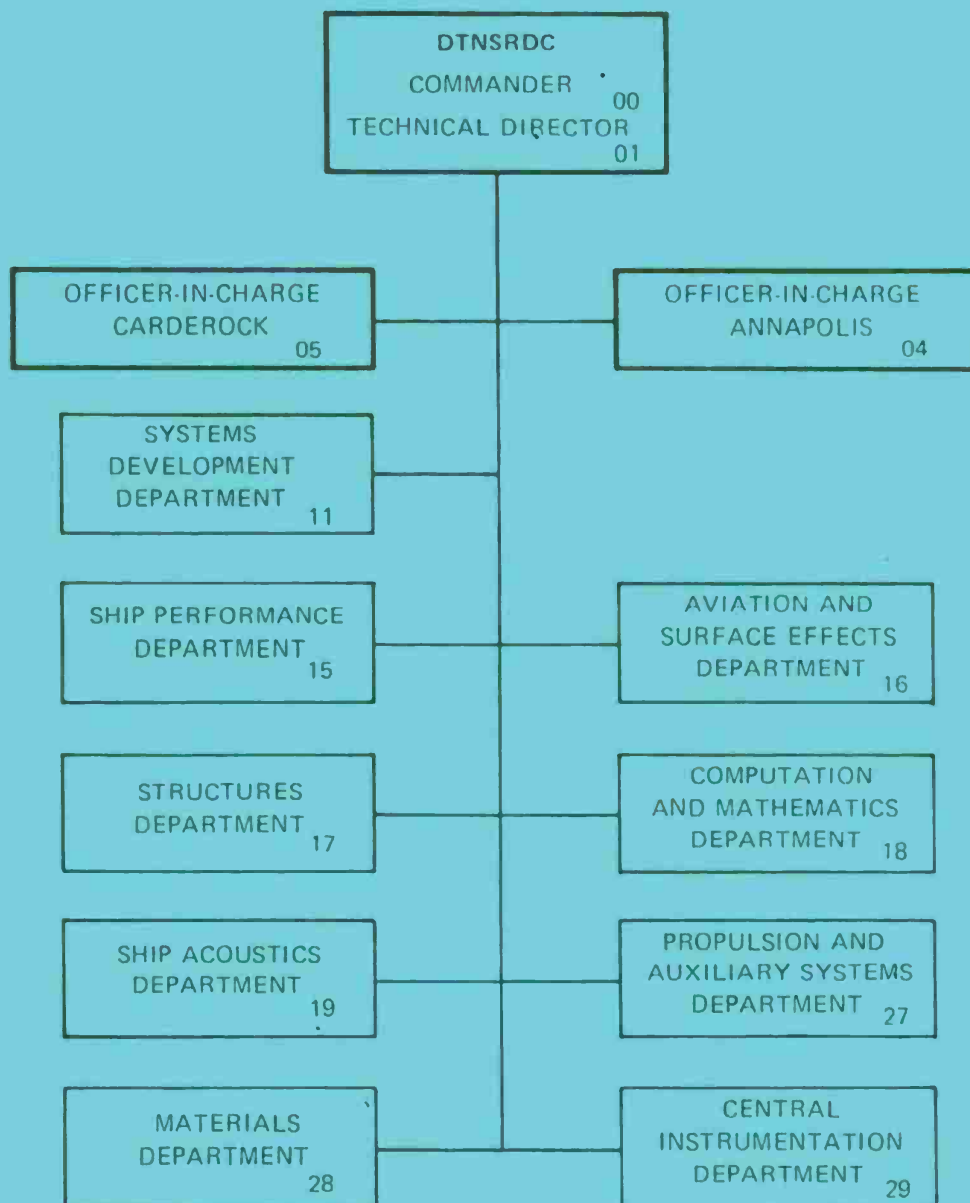 DTNSRDC
COMMANDER
00
TECHNICAL DIRECTOR
01
OFFICER-IN-CHARGE
CARDEROCK
05
OFFICER-IN-CHARGE
ANNAPOLIS
04
SYSTEMS
DEVELOPMENT
DEPARTMENT
11
SHIP PERFORMANCE
DEPARTMENT
15
AVIATION AND
SURFACE EFFECTS
DEPARTMENT
16
STRUCTURES
DEPARTMENT
17
COMPUTATION
AND MATHEMATICS
DEPARTMENT
18
SHIP ACOUSTICS
DEPARTMENT
19
PROPULSION AND
AUXILIARY SYSTEMS
DEPARTMENT
27
MATERIALS
DEPARTMENT
28
CENTRAL
INSTRUMENTATION
DEPARTMENT
29